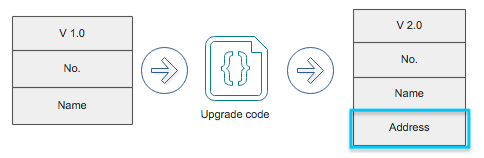 V 1.0
No.
Name
{}
Upgrade code
V 2.0
No.
Name
Address